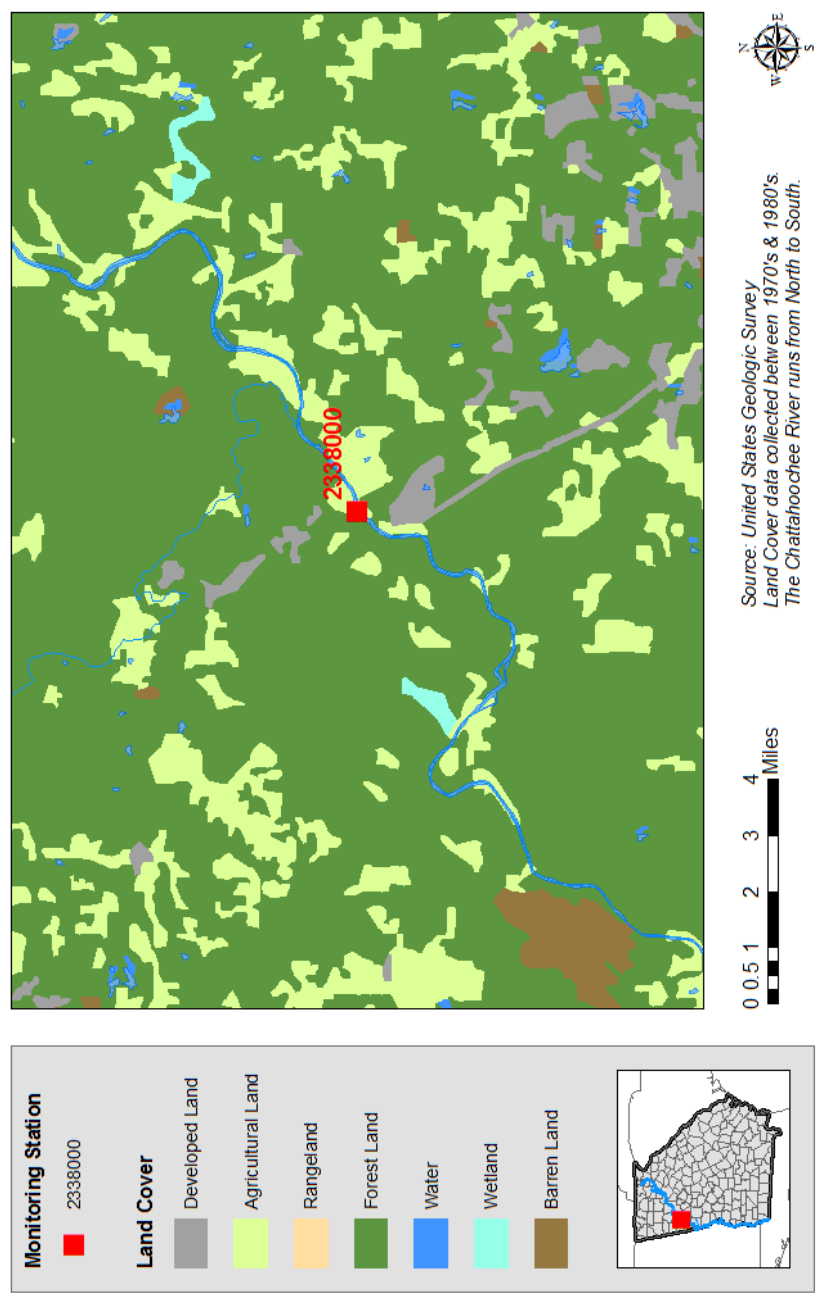 Monitoring Station
2338000
Land Cover
Developed Land
Agricultural Land
Rangeland
Forest Land
Water
Wetland
Barren Land
2338000
0 0.5 1 2 3 4
Miles
Source: United States Geologic Survey
Land Cover data collected between 1970's & 1980's.
The Chattahoochee River runs from North to South.
N
W E
S